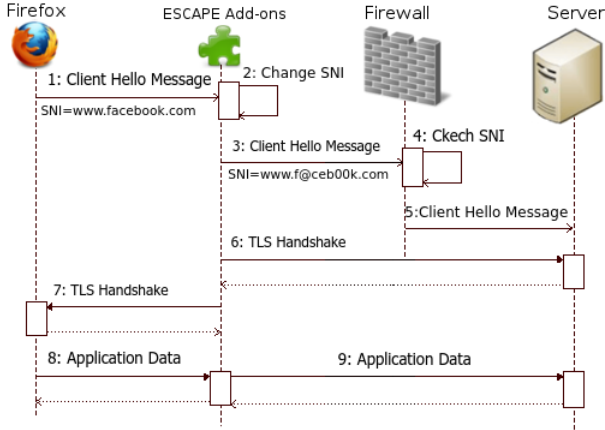 Firefox
ESCAPE Add-ons
Firewall
Server
1: Client Hello Message
SNI=www.facebook.com
2: Change SNI
3: Client Hello Message
SNI=www.f@ceb00k.com
4: Ckech SNI
5:Client Hello Message
6: TLS Handshake
7: TLS Handshake
8: Application Data
9: Application Data